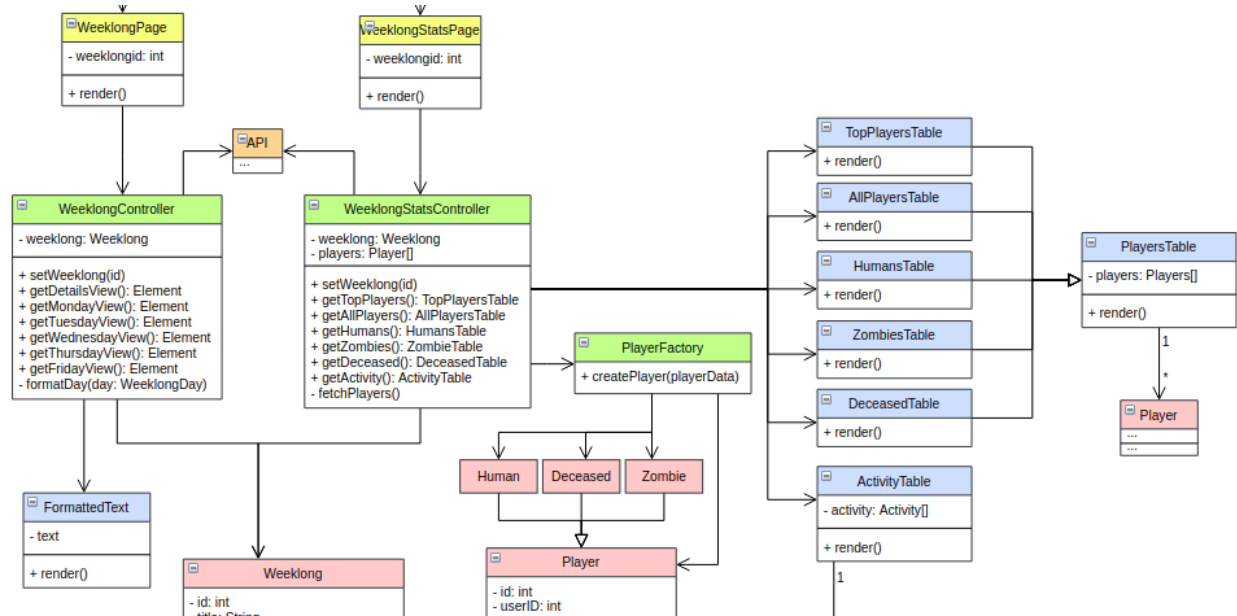 WeeklongPage
- weeklongid: int
+ render()
WeeklongStatsPage
- weeklongid: int
+ render()
API
...
WeeklongController
- weeklong: Weeklong
+ setWeeklong(id)
+ getDetailsView(): Element
+ getMondayView(): Element
+ getTuesdayView(): Element
+ getWednesdayView(): Element
+ getThursdayView(): Element
+ getFridayView(): Element
- formatDay(day: WeeklongDay)
WeeklongStatsController
- weeklong: Weeklong
- players: Player[]
+ setWeeklong(id)
+ getTopPlayers(): TopPlayersTable
+ getAllPlayers(): AllPlayersTable
+ getHumans(): HumansTable
+ getZombies(): ZombieTable
+ getDeceased(): DeceasedTable
+ getActivity(): ActivityTable
- fetchPlayers()
PlayerFactory
+ createPlayer(playerData)
TopPlayersTable
+ render()
AllPlayersTable
+ render()
HumansTable
+ render()
ZombiesTable
+ render()
DeceasedTable
+ render()
ActivityTable
- activity: Activity[]
+ render()
1
PlayersTable
- players: Players[]
+ render()
1
*
Player
...
...
Human
Deceased
Zombie
FormattedText
- text
+ render()
Weeklong
- id: int
- title: String
Player
- id: int
- userID: int